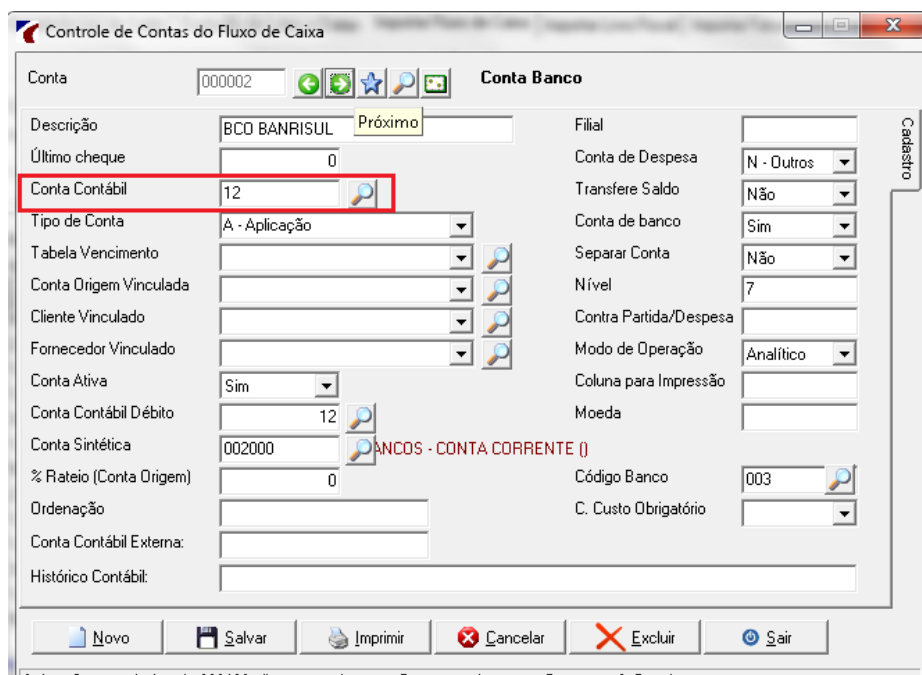 Controle de Contas do Fluxo de Caixa
Conta 000002 Conta Banco
Próximo
Cadastro
Descrição BCO BANRISUL Filial
Último cheque 0 Conta de Despesa N - Outros
Conta Contábil 12 Transfere Saldo Não
Tipo de Conta A - Aplicação Conta de banco Sim
Tabela Vencimento Separar Conta Não
Conta Origem Vinculada Nível 7
Cliente Vinculado Contra Partida/Despesa
Fornecedor Vinculado Modo de Operação Analítico
Conta Ativa Sim Coluna para Impressão
Conta Contábil Débito 12 Moeda
Conta Sintética 002000 ANCOS - CONTA CORRENTE ()
% Rateio (Conta Origem) 0 Código Banco 003
Ordenação C. Custo Obrigatório
Conta Contábil Externa:
Histórico Contábil:
Novo Salvar Imprimir Cancelar Excluir Sair